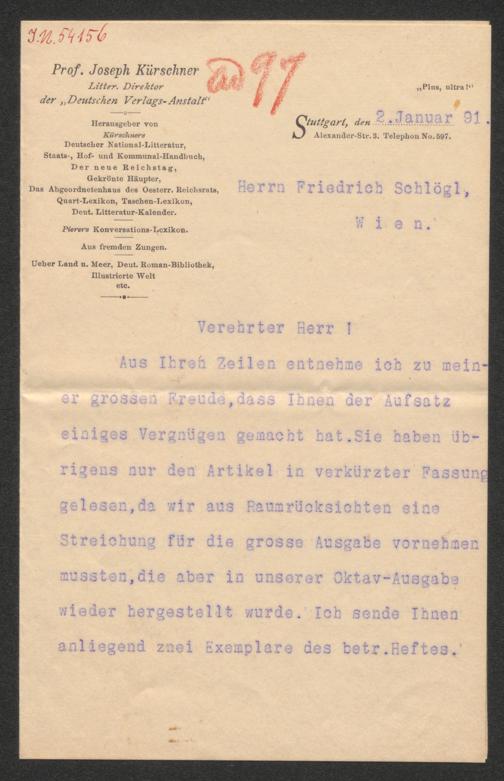 J.N. 54156
ad 97
Prof. Joseph Kürschner
Litter. Direktor
der „Deutschen Verlags-Anstalt“
Herausgeber von
Kürschners
Deutscher National-Litteratur,
Staats-, Hof- und Kommunal-Handbuch,
Der neue Reichstag,
Gekrönte Häupter,
Das Abgeordnetenhaus des Oesterr. Reichsrats,
Quart-Lexikon, Taschen-Lexikon,
Deut. Litteratur-Kalender.
Pierers Konversations-Lexikon.
Aus fremden Zungen.
Ueber Land u. Meer, Deut. Roman-Bibliothek,
Illustrierte Welt
etc.
„Plus, ultra!“
Stuttgart, den 2.Januar 91.
Alexander-Str. 3. Telephon No. 597.
Herrn Friedrich Schlögl,
W i e n.
Verehrter Herr !
Aus Ihren Zeilen entnehme ich zu mein-
er grossen Freude,dass Ihnen der Aufsatz
einiges Vergnügen gemacht hat.Sie haben üb-
rigens nur den Artikel in verkürzter Fassung
gelesen,da wir aus Raumrücksichten eine
Streichung für die grosse Ausgabe vornehmen
mussten,die aber in unserer Oktav-Ausgabe
wieder hergestellt wurde. Ich sende Ihnen
anliegend znei Exemplare des betr.Heftes.